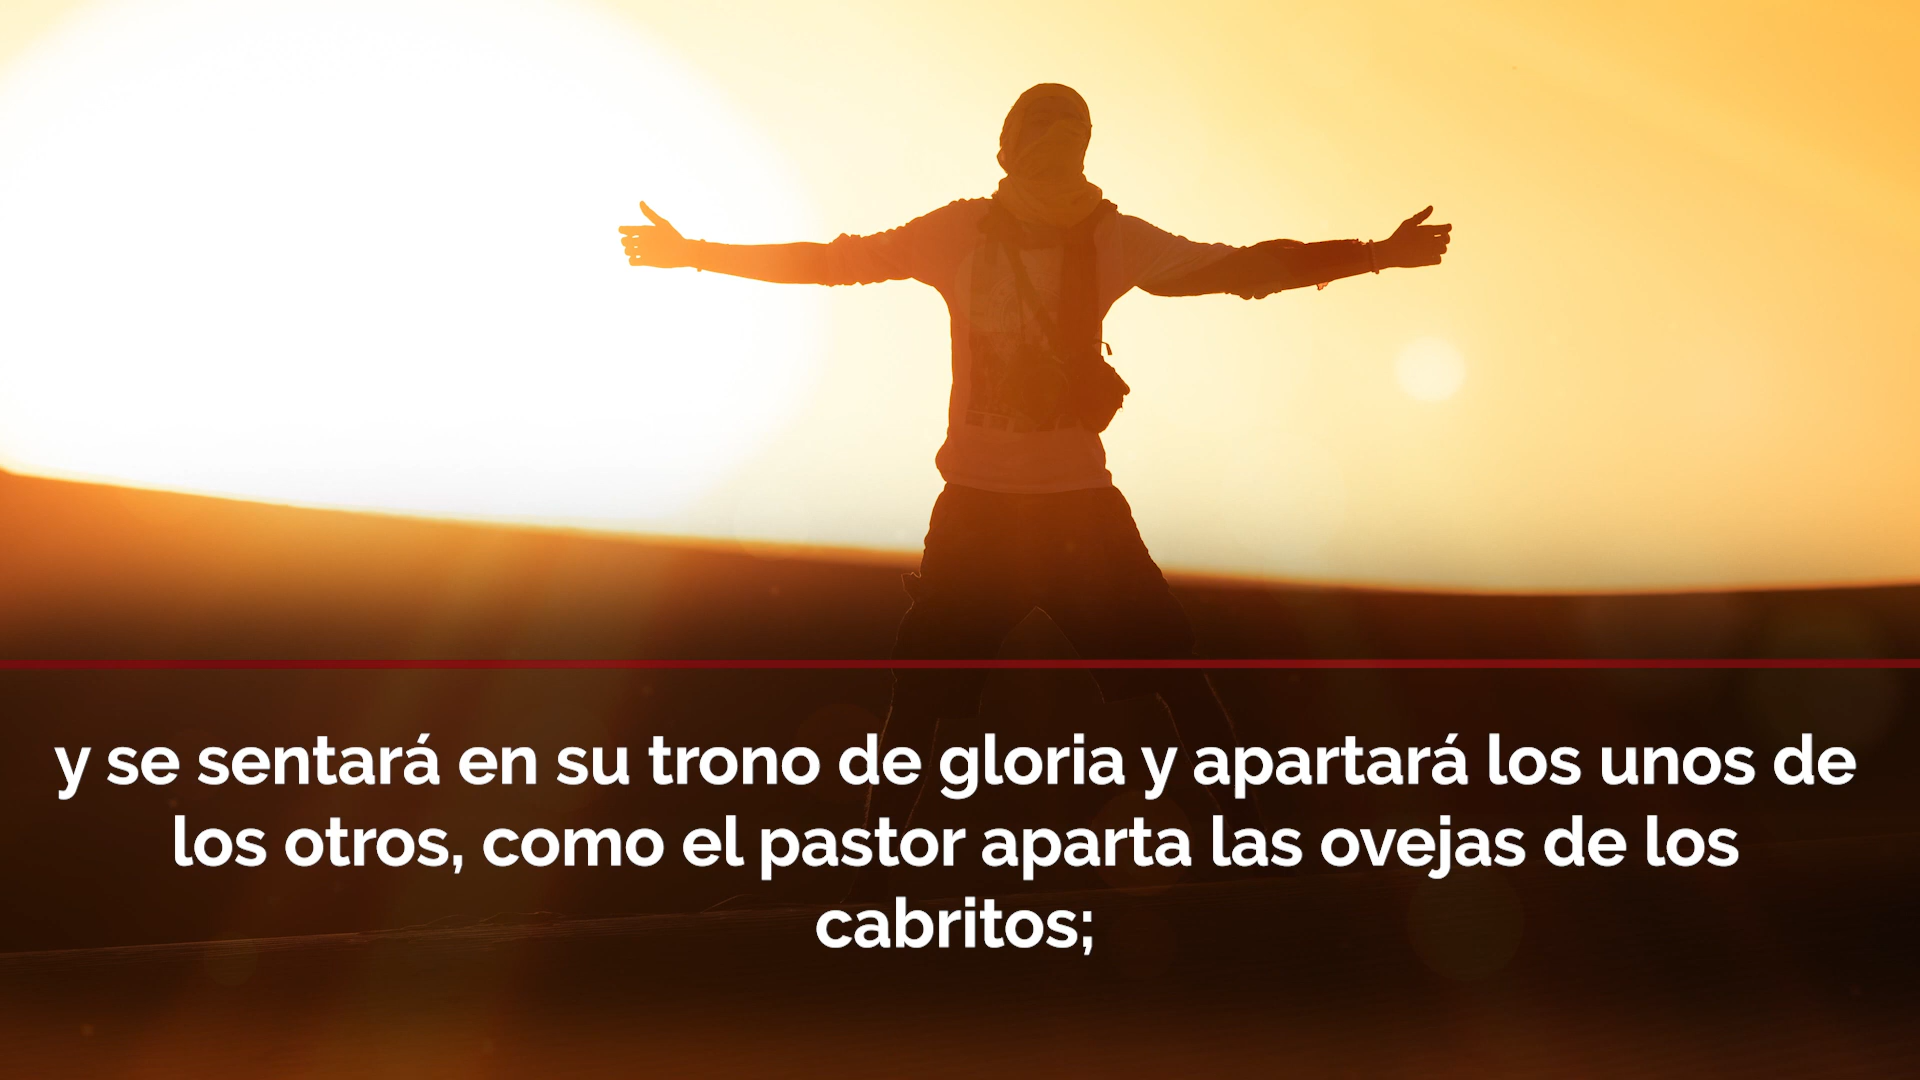 y se sentará en su trono de gloria y apartará los unos de
los otros, como el pastor aparta las ovejas de los
cabritos;